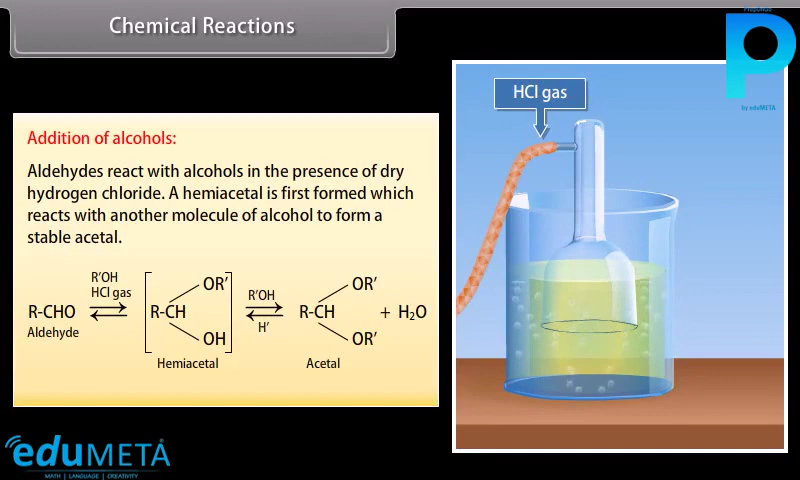 Chemical Reactions
Preponds
P
by eduMETA
HCl gas
Addition of alcohols:
Aldehydes react with alcohols in the presence of dry
hydrogen chloride. A hemiacetal is first formed which
reacts with another molecule of alcohol to form a
stable acetal.
R'OH OR' R'OH OR'
HCl gas
R-CHO ⇌ R-CH ⇌ R-CH + H₂O
Aldehyde OH H' OR'
Hemiacetal Acetal
eduMETA
MATH | LANGUAGE | CREATIVITY